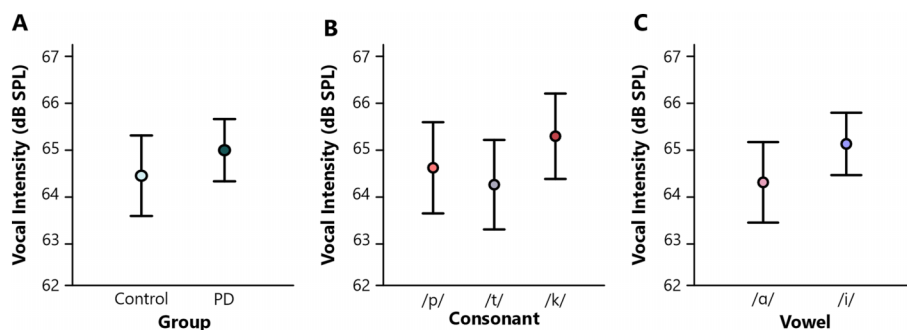 A
Vocal Intensity (dB SPL)
67
66
65
64
63
62
Control PD
Group
B
Vocal Intensity (dB SPL)
67
66
65
64
63
62
/p/ /t/ /k/
Consonant
C
Vocal Intensity (dB SPL)
67
66
65
64
63
62
/ɑ/ /i/
Vowel